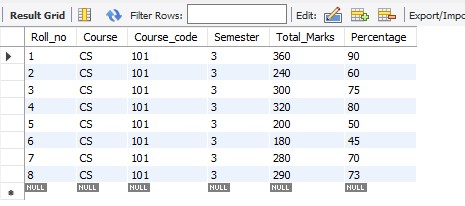 Result Grid Filter Rows: Edit: Export/Impo
Roll_no Course Course_code Semester Total_Marks Percentage
1 CS 101 3 360 90
2 CS 101 3 240 60
3 CS 101 3 300 75
4 CS 101 3 320 80
5 CS 101 3 200 50
6 CS 101 3 180 45
7 CS 101 3 280 70
8 CS 101 3 290 73
NULL NULL NULL NULL NULL NULL